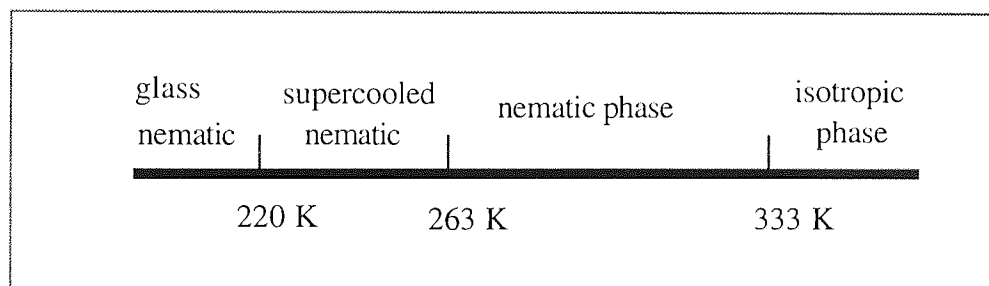 glass nematic
supercooled nematic
nematic phase
isotropic phase
220 K
263 K
333 K